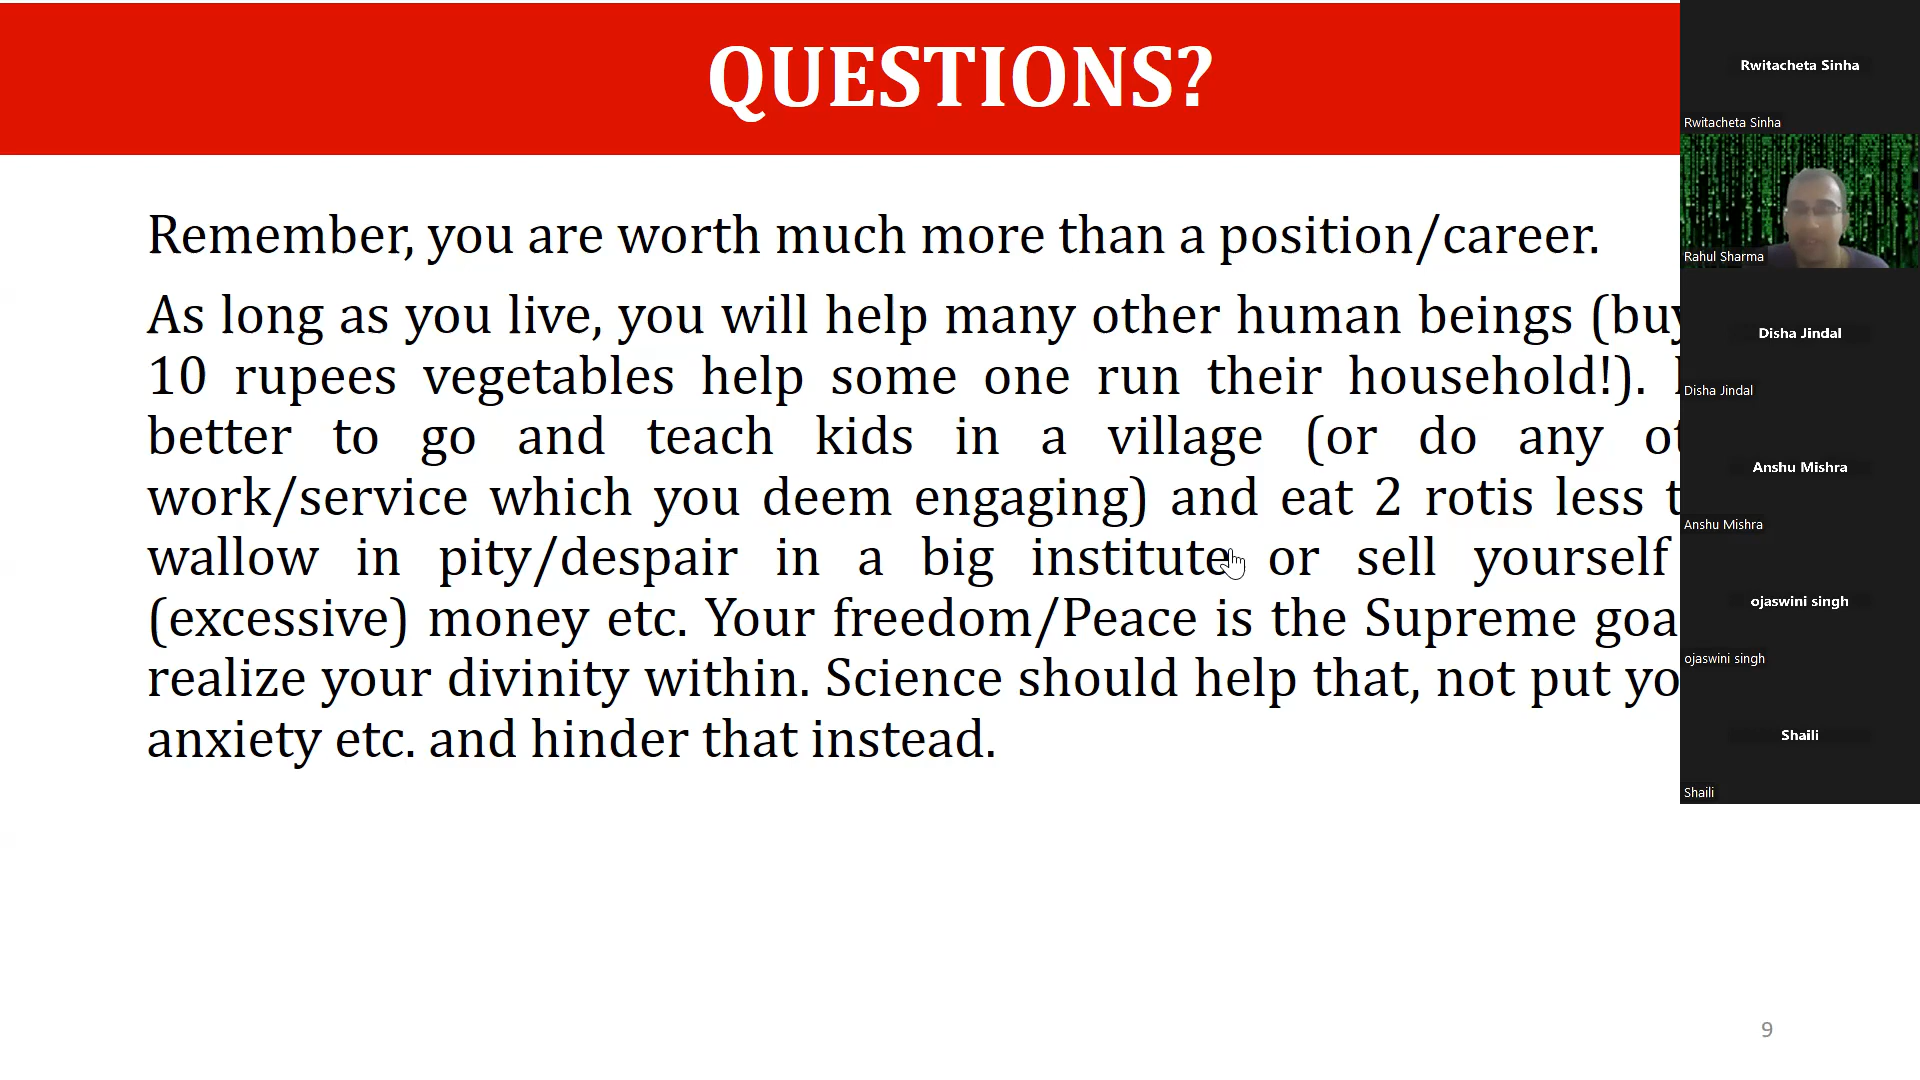 QUESTIONS?
Remember, you are worth much more than a position/career.
As long as you live, you will help many other human beings (buy
10 rupees vegetables help some one run their household!).
better to go and teach kids in a village (or do any
work/service which you deem engaging) and eat 2 rotis less
wallow in pity/despair in a big institute or sell yourself
(excessive) money etc. Your freedom/Peace is the Supreme
realize your divinity within. Science should help that, not put
anxiety etc. and hinder that instead.
9
Rwitacheta Sinha
Rwitacheta Sinha
Rahul Sharma
Disha Jindal
Disha Jindal
Anshu Mishra
Anshu Mishra
ojaswini singh
ojaswini singh
Shaili
Shaili